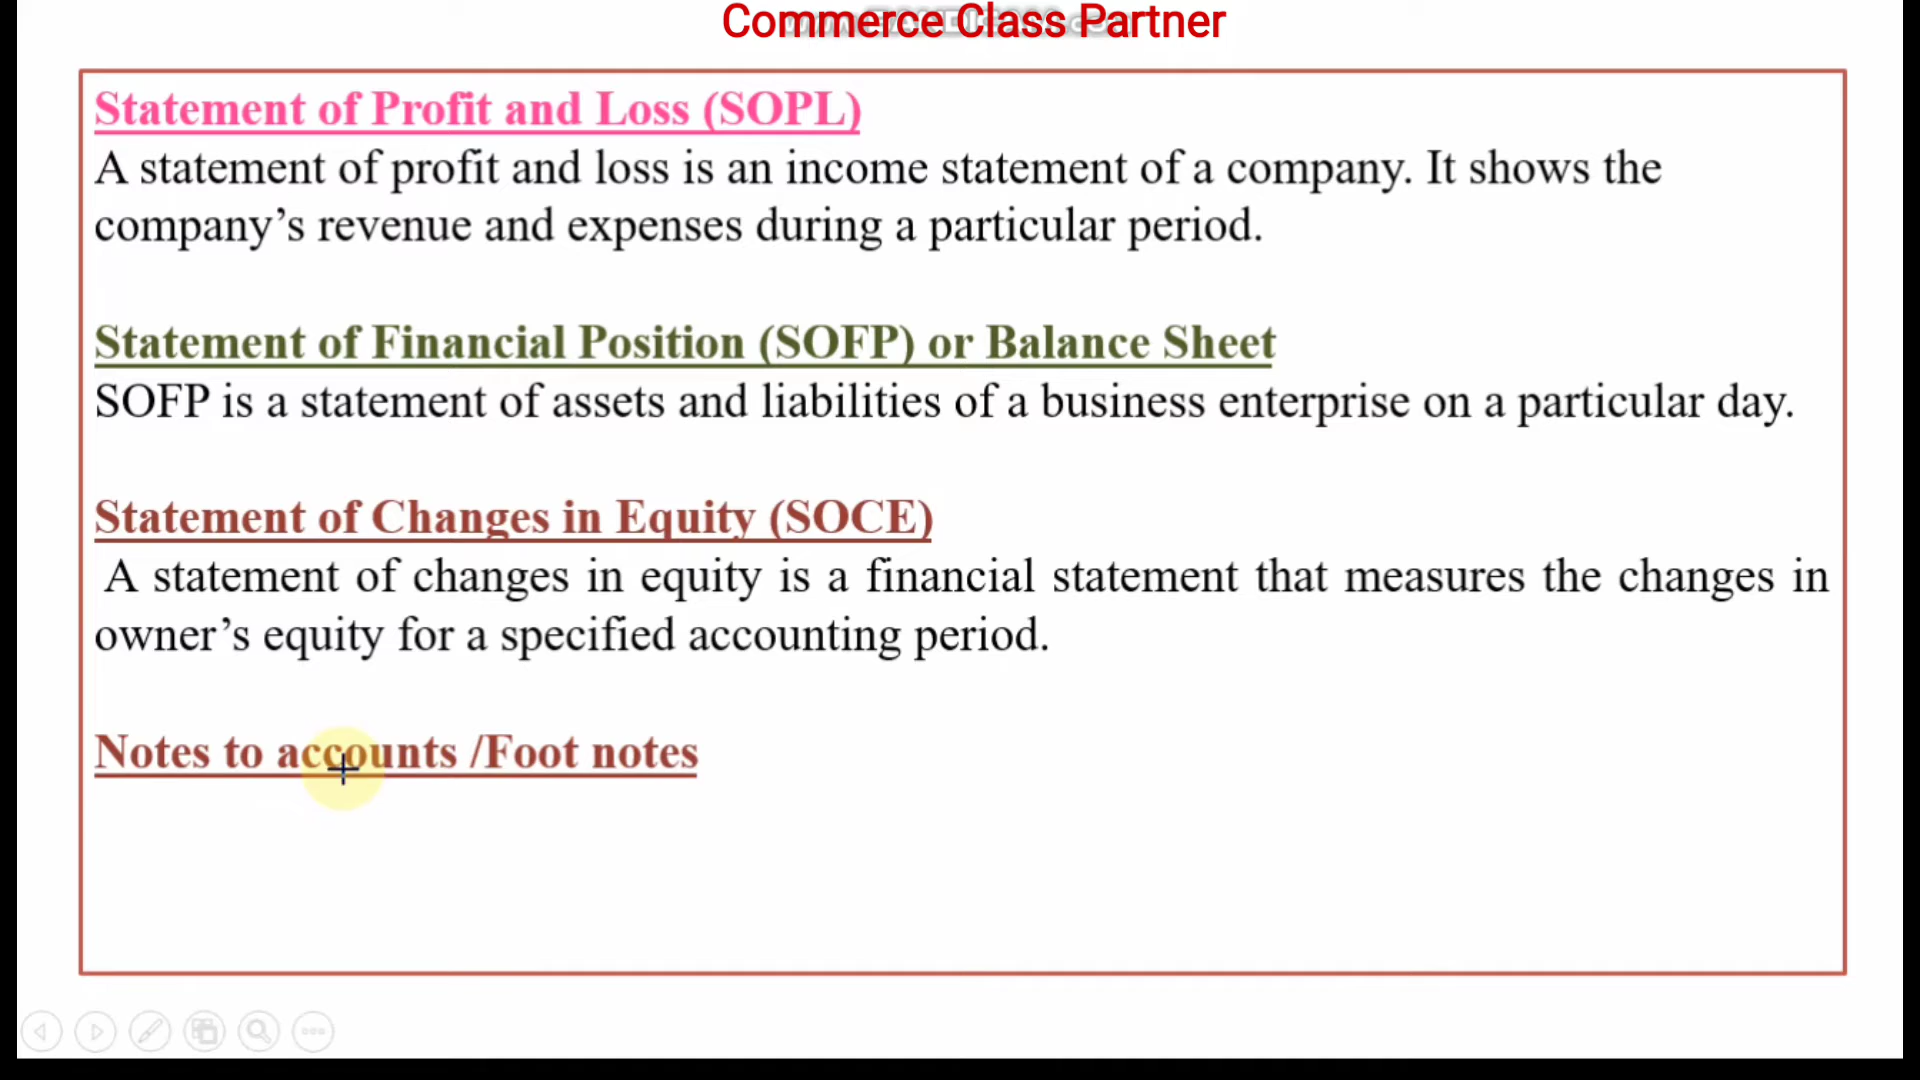 Commerce Class Partner
Statement of Profit and Loss (SOPL)
A statement of profit and loss is an income statement of a company. It shows the
company’s revenue and expenses during a particular period.
Statement of Financial Position (SOFP) or Balance Sheet
SOFP is a statement of assets and liabilities of a business enterprise on a particular day.
Statement of Changes in Equity (SOCE)
A statement of changes in equity is a financial statement that measures the changes in
owner’s equity for a specified accounting period.
Notes to accounts /Foot notes